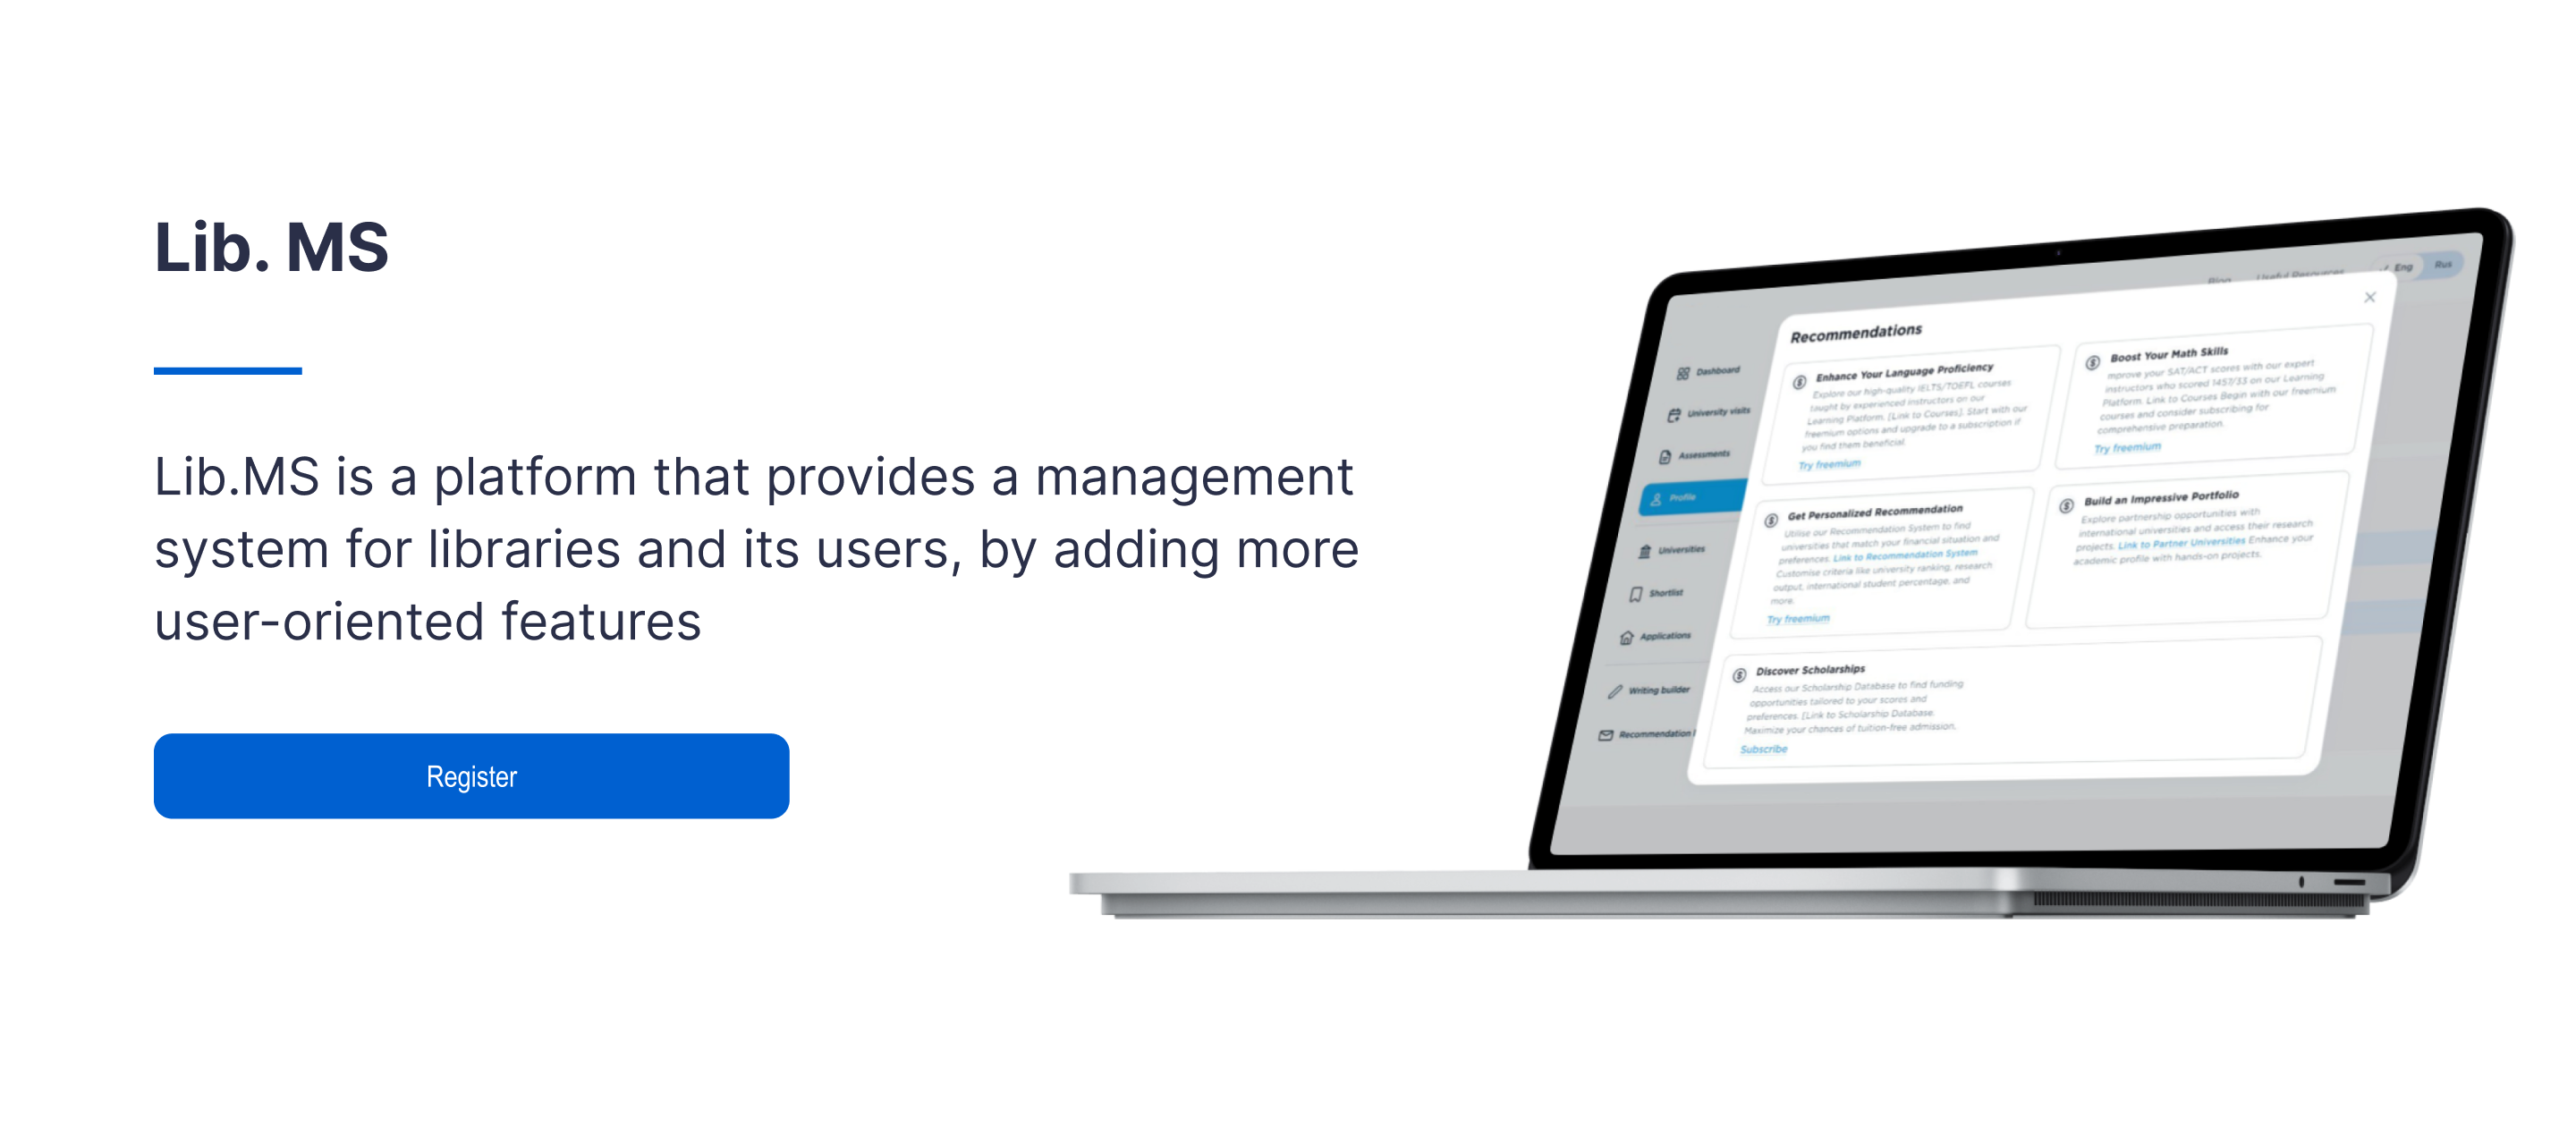 Lib. MS
Lib.MS is a platform that provides a management
system for libraries and its users, by adding more
user-oriented features
Register
Eng
Rus
Dashboard
University visits
Assessments
Profile
Universities
Shortlist
Applications
Writing builder
Recommendation
Recommendations
Enhance Your Language Proficiency
Explore our high-quality IELTS/TOEFL courses
taught by experienced instructors on our
Learning Platform. [Link to Courses]. Start with our
freemium options and upgrade to a subscription if
you find them beneficial.
Try freemium
Boost Your Math Skills
mprove your SAT/ACT scores with our expert
instructors who scored 1457/33 on our Learning
Platform. Link to Courses Begin with our freemium
courses and consider subscribing for
comprehensive preparation.
Try freemium
Get Personalized Recommendation
Utilise our Recommendation System to find
universities that match your financial situation and
preferences. Link to Recommendation System
Customise criteria like university ranking, research
output, international student percentage, and
more.
Try freemium
Build an Impressive Portfolio
Explore partnership opportunities with
international universities and access their research
projects. Link to Partner Universities Enhance your
academic profile with hands-on projects.
Discover Scholarships
Access our Scholarship Database to find funding
opportunities tailored to your scores and
preferences. [Link to Scholarship Database.
Maximize your chances of tuition-free admission.
Subscribe